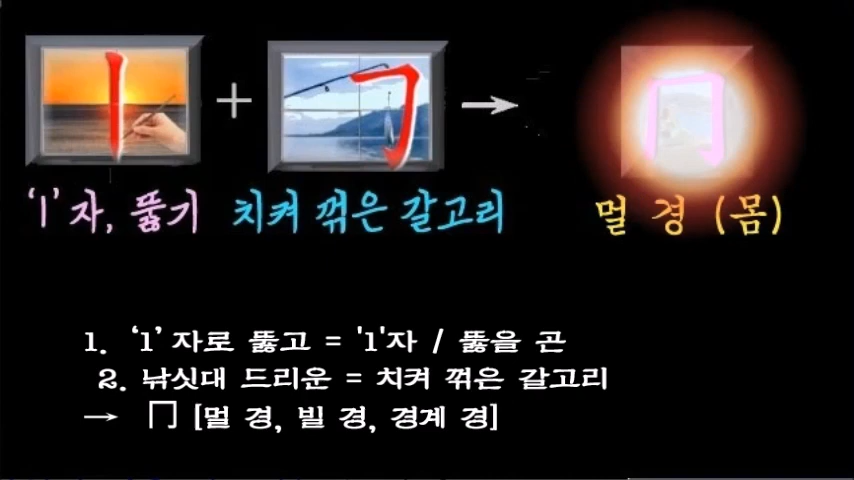 丨 + 𠃌 → 冂
'l'자, 뚫기 치켜 꺾은 갈고리 멀 경 (몸)
1. 'l' 자로 뚫고 = 'l'자 / 뚫을 곤
2. 낚싯대 드리운 = 치켜 꺾은 갈고리
→ 冂 [멀 경, 빌 경, 경계 경]